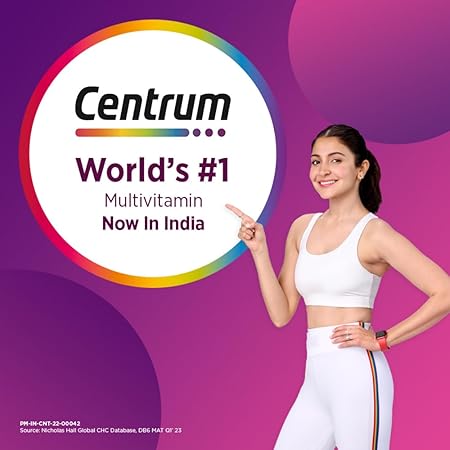 Centrum
World's #1
Multivitamin
Now In India
PM-IN-CNT-22-00042
Source: Nicholas Hall Global CHC Database, DB6 MAT Q1' 23